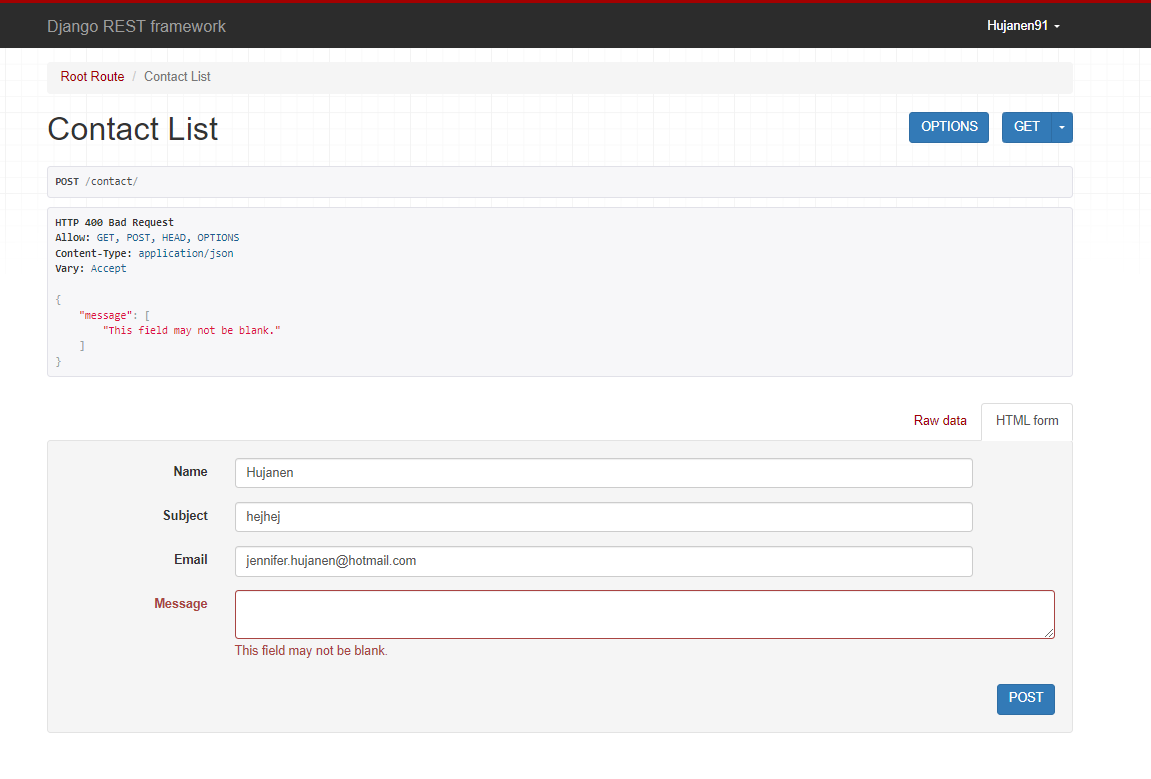 Django REST framework
Hujanen91
Root Route / Contact List
Contact List
OPTIONS
GET
POST /contact/
HTTP 400 Bad Request
Allow: GET, POST, HEAD, OPTIONS
Content-Type: application/json
Vary: Accept
{
"message": [
"This field may not be blank."
]
}
Raw data
HTML form
Name
Hujanen
Subject
hejhej
Email
jennifer.hujanen@hotmail.com
Message
This field may not be blank.
POST